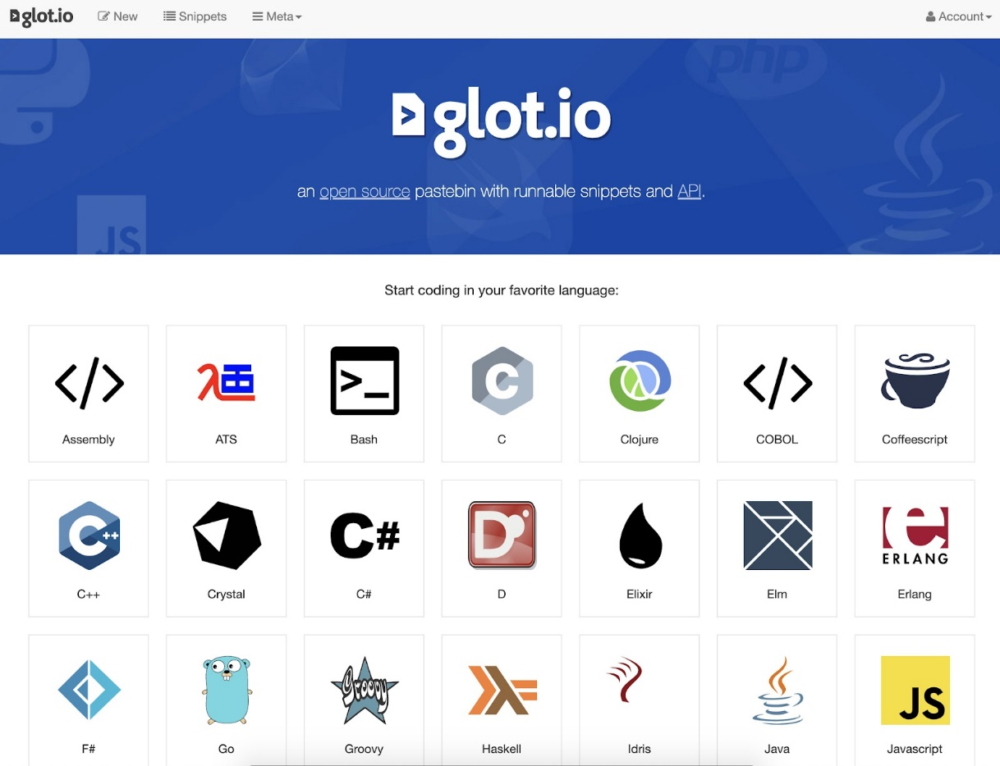 glot.io New Snippets Meta Account
php
glot.io
an open source pastebin with runnable snippets and API.
JS
Start coding in your favorite language:
</> >_ C </>
Assembly ATS Bash C Clojure COBOL Coffeescript
C++ C# D e
ERLANG
C++ Crystal C# D Elixir Elm Erlang
Groovy JS
F# Go Groovy Haskell Idris Java Javascript